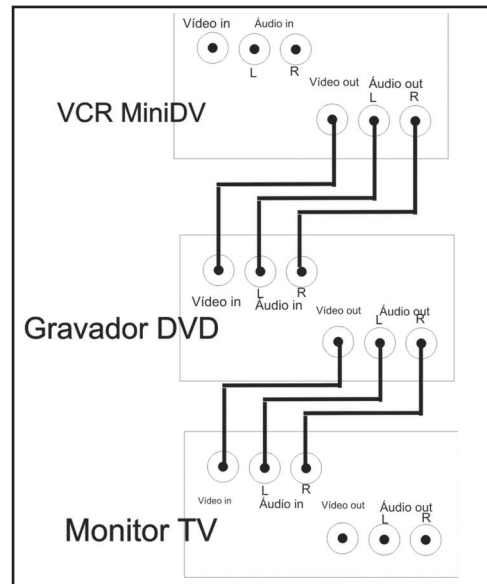 Vídeo in Áudio in
L R
Vídeo out Áudio out
L R
VCR MiniDV
L R
Vídeo in Áudio in
Vídeo out Áudio out
L R
Gravador DVD
L R
Vídeo in Áudio in
Vídeo out Áudio out
L R
Monitor TV